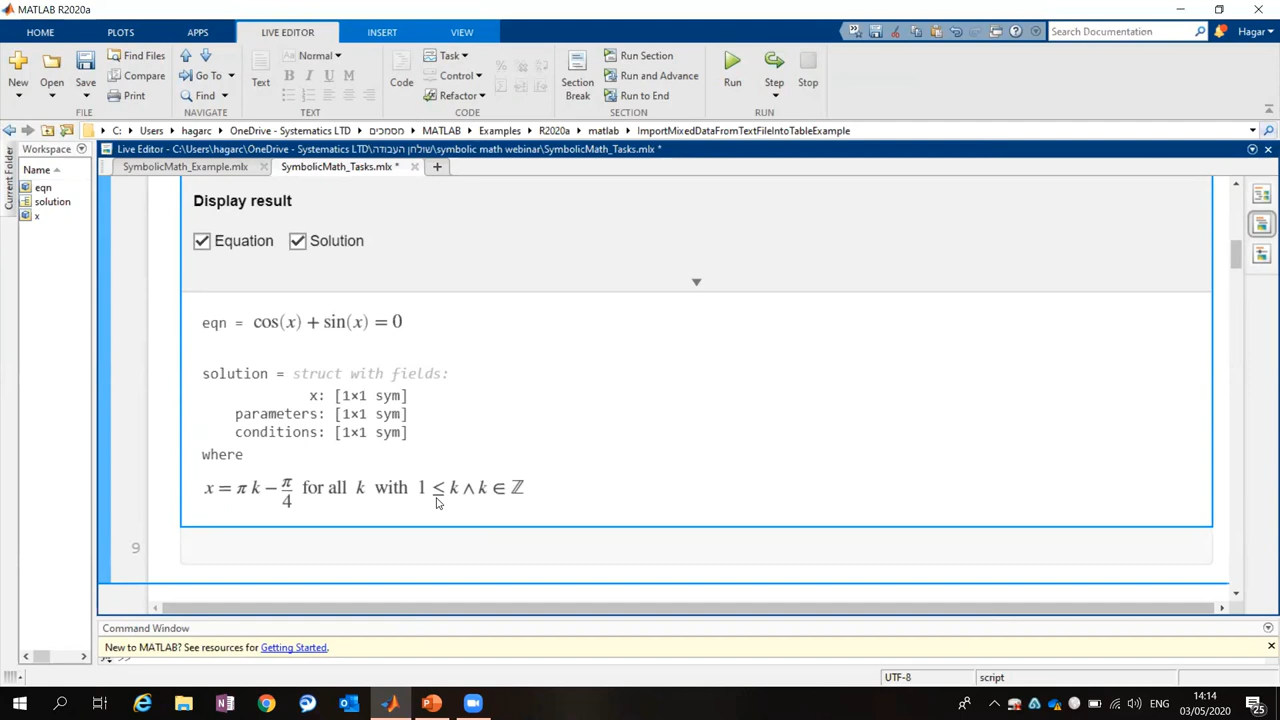 MATLAB R2020a
HOME PLOTS APPS LIVE EDITOR INSERT VIEW Search Documentation Hagar
New Open Save Find Files Compare Print
Go To Find
Text Normal B I U M
Code Task Control Refactor
Section Break Run Section Run and Advance Run to End
Run Step Stop
FILE NAVIGATE TEXT CODE SECTION RUN
C: Users hagarc OneDrive - Systematics LTD מסמכים MATLAB Examples R2020a matlab ImportMixedDataFromTextFileIntoTableExample
Current Folder
Workspace
Name
eqn
solution
x
Live Editor - C:\Users\hagarc\OneDrive - Systematics LTD\שולחן העבודה\symbolic math webinar\SymbolicMath_Tasks.mlx *
SymbolicMath_Example.mlx SymbolicMath_Tasks.mlx * +
Display result
Equation Solution
eqn = cos(x) + sin(x) = 0
solution = struct with fields:
x: [1×1 sym]
parameters: [1×1 sym]
conditions: [1×1 sym]
where
x = π k − π/4 for all k with 1 ≤ k ∧ k ∈ ℤ
9
Command Window
New to MATLAB? See resources for Getting Started.
>>
UTF-8 script
ENG 14:14
03/05/2020
25